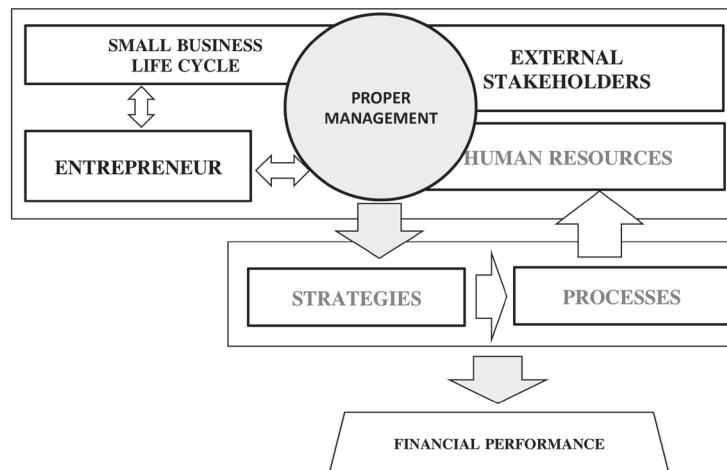 SMALL BUSINESS
LIFE CYCLE
EXTERNAL
STAKEHOLDERS
PROPER
MANAGEMENT
ENTREPRENEUR
HUMAN RESOURCES
STRATEGIES
PROCESSES
FINANCIAL PERFORMANCE